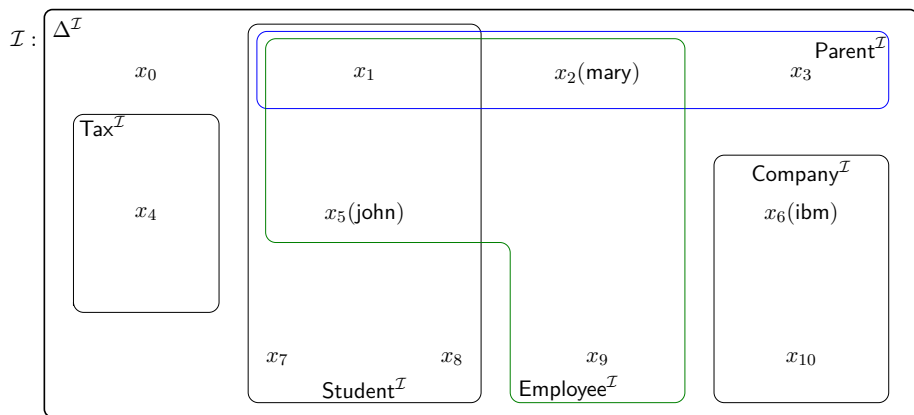 𝓘 : Δ^𝓘
Parent^𝓘
x₀ x₁ x₂(mary) x₃
Tax^𝓘
Company^𝓘
x₄ x₅(john) x₆(ibm)
x₇ x₈ x₉ x₁₀
Student^𝓘 Employee^𝓘